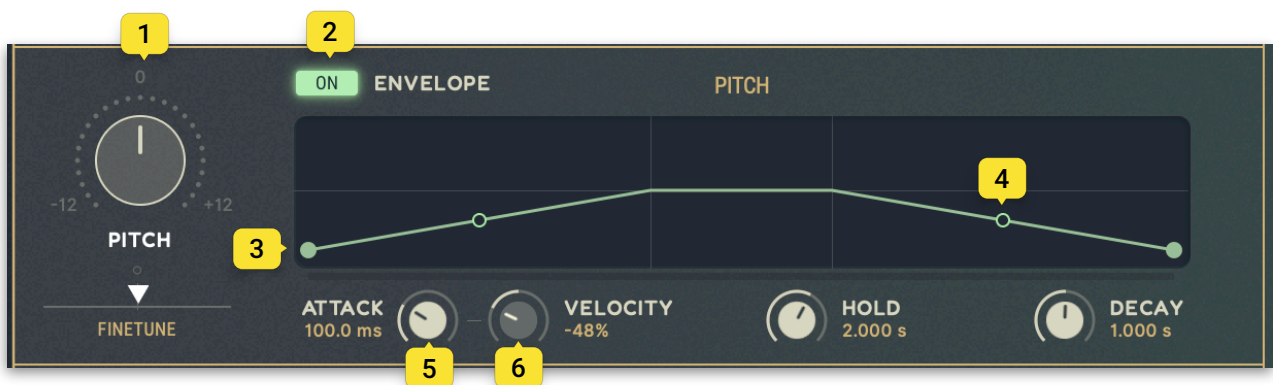 1
2
0
ON
ENVELOPE
PITCH
-12
+12
4
PITCH
3
FINETUNE
ATTACK
100.0 ms
VELOCITY
-48%
HOLD
2.000 s
DECAY
1.000 s
5
6